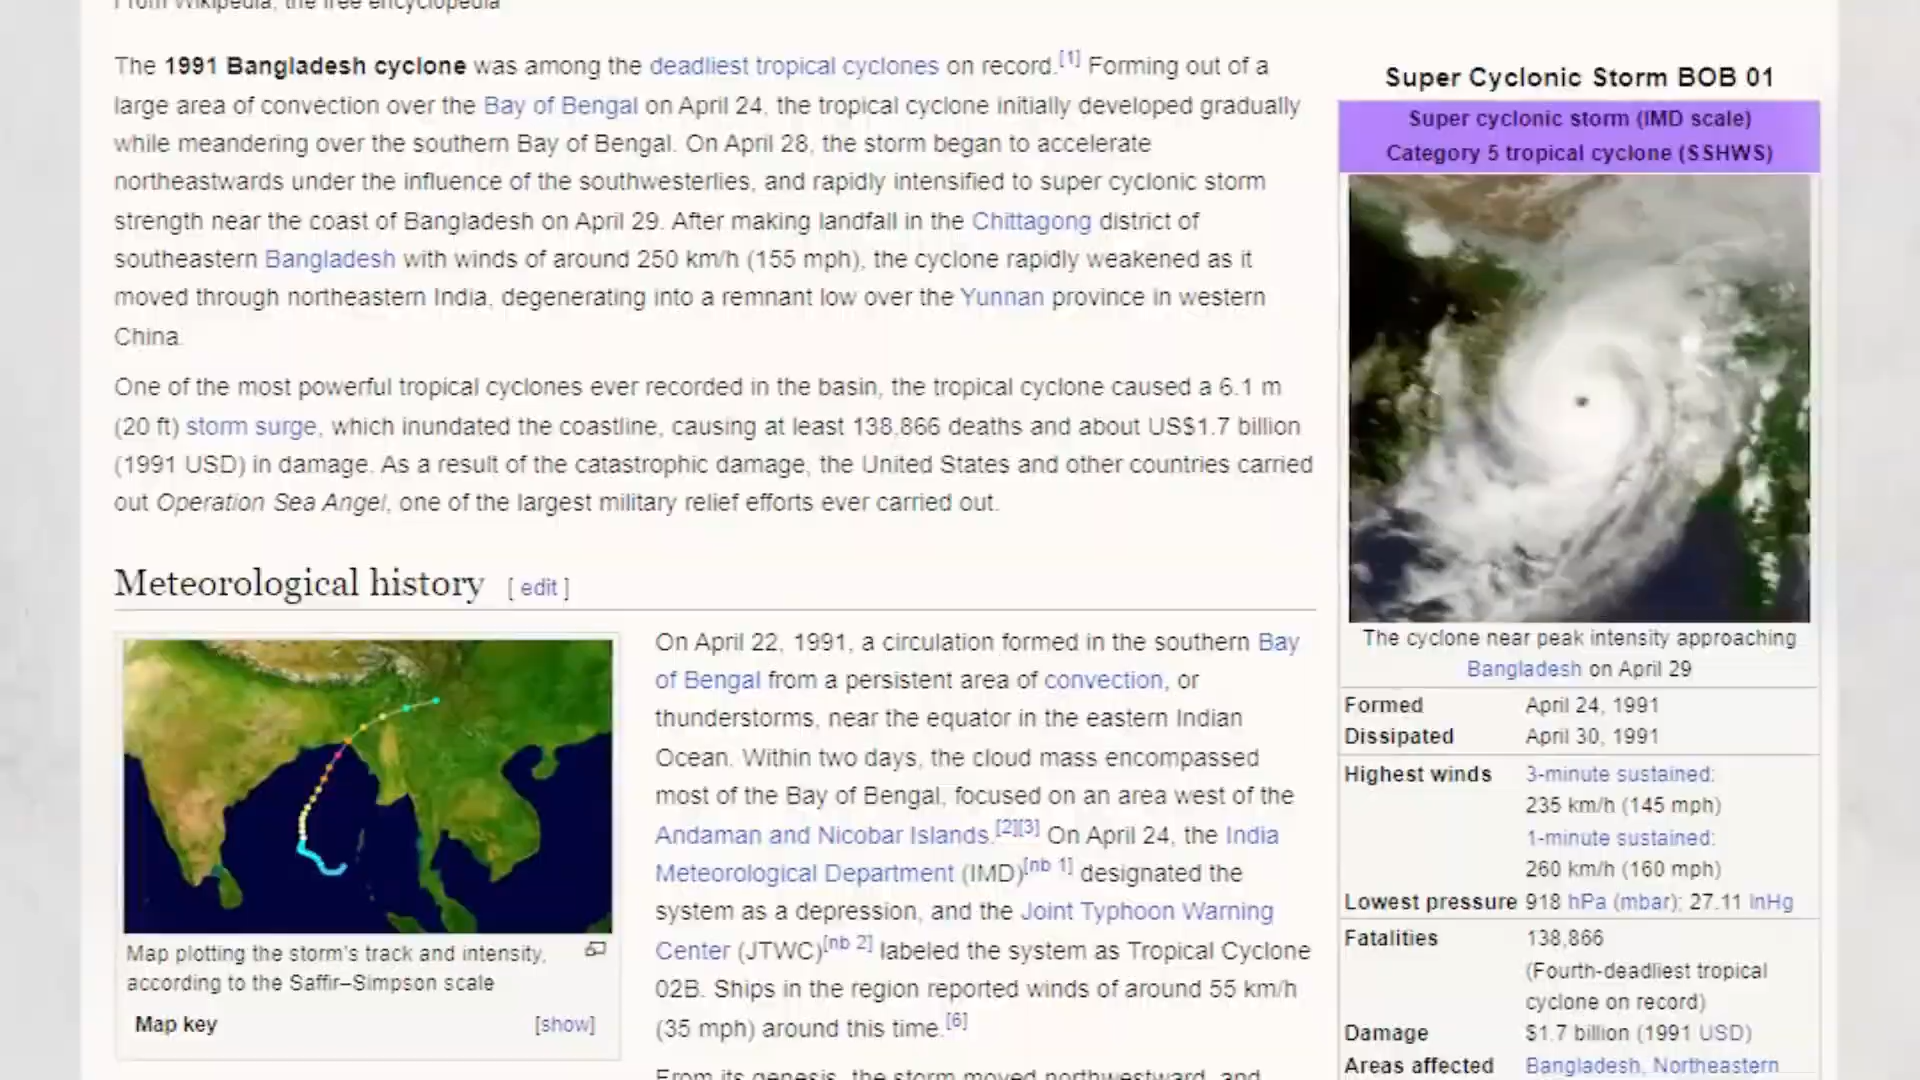 From Wikipedia, the free encyclopedia
The 1991 Bangladesh cyclone was among the deadliest tropical cyclones on record.[1] Forming out of a
large area of convection over the Bay of Bengal on April 24, the tropical cyclone initially developed gradually
while meandering over the southern Bay of Bengal. On April 28, the storm began to accelerate
northeastwards under the influence of the southwesterlies, and rapidly intensified to super cyclonic storm
strength near the coast of Bangladesh on April 29. After making landfall in the Chittagong district of
southeastern Bangladesh with winds of around 250 km/h (155 mph), the cyclone rapidly weakened as it
moved through northeastern India, degenerating into a remnant low over the Yunnan province in western
China.
One of the most powerful tropical cyclones ever recorded in the basin, the tropical cyclone caused a 6.1 m
(20 ft) storm surge, which inundated the coastline, causing at least 138,866 deaths and about US$1.7 billion
(1991 USD) in damage. As a result of the catastrophic damage, the United States and other countries carried
out Operation Sea Angel, one of the largest military relief efforts ever carried out.
Meteorological history [ edit ]
Map plotting the storm's track and intensity,
according to the Saffir–Simpson scale
Map key [show]
On April 22, 1991, a circulation formed in the southern Bay
of Bengal from a persistent area of convection, or
thunderstorms, near the equator in the eastern Indian
Ocean. Within two days, the cloud mass encompassed
most of the Bay of Bengal, focused on an area west of the
Andaman and Nicobar Islands.[2][3] On April 24, the India
Meteorological Department (IMD)[nb 1] designated the
system as a depression, and the Joint Typhoon Warning
Center (JTWC)[nb 2] labeled the system as Tropical Cyclone
02B. Ships in the region reported winds of around 55 km/h
(35 mph) around this time.[6]
From its genesis, the storm moved northwestward, and
Super Cyclonic Storm BOB 01
Super cyclonic storm (IMD scale)
Category 5 tropical cyclone (SSHWS)
The cyclone near peak intensity approaching
Bangladesh on April 29
Formed April 24, 1991
Dissipated April 30, 1991
Highest winds 3-minute sustained:
235 km/h (145 mph)
1-minute sustained:
260 km/h (160 mph)
Lowest pressure 918 hPa (mbar); 27.11 inHg
Fatalities 138,866
(Fourth-deadliest tropical
cyclone on record)
Damage $1.7 billion (1991 USD)
Areas affected Bangladesh, Northeastern